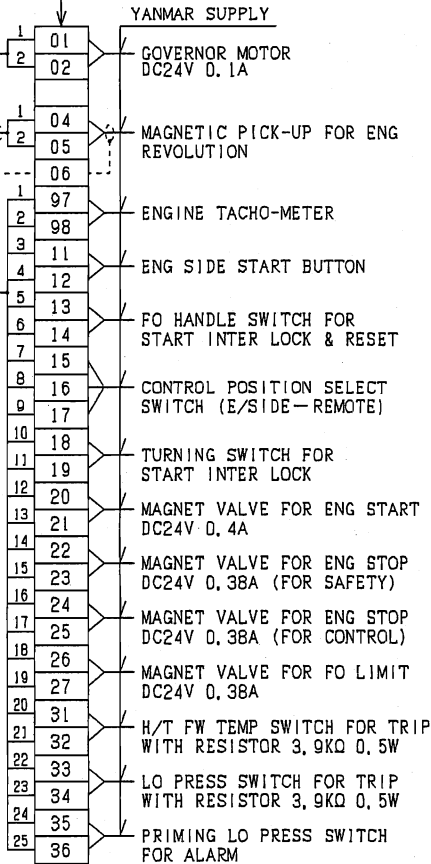 YANMAR SUPPLY
1 01
2 02
GOVERNOR MOTOR
DC24V 0.1A
1 04
2 05
06
MAGNETIC PICK-UP FOR ENG
REVOLUTION
1 97
2 98
ENGINE TACHO-METER
3 11
4 12
ENG SIDE START BUTTON
5 13
6 14
FO HANDLE SWITCH FOR
START INTER LOCK & RESET
7 15
8 16
9 17
CONTROL POSITION SELECT
SWITCH (E/SIDE-REMOTE)
10 18
11 19
TURNING SWITCH FOR
START INTER LOCK
12 20
13 21
MAGNET VALVE FOR ENG START
DC24V 0.4A
14 22
15 23
MAGNET VALVE FOR ENG STOP
DC24V 0.38A (FOR SAFETY)
16 24
17 25
MAGNET VALVE FOR ENG STOP
DC24V 0.38A (FOR CONTROL)
18 26
19 27
MAGNET VALVE FOR FO LIMIT
DC24V 0.38A
20 31
21 32
H/T FW TEMP SWITCH FOR TRIP
WITH RESISTOR 3.9KΩ 0.5W
22 33
23 34
LO PRESS SWITCH FOR TRIP
WITH RESISTOR 3.9KΩ 0.5W
24 35
25 36
PRIMING LO PRESS SWITCH
FOR ALARM